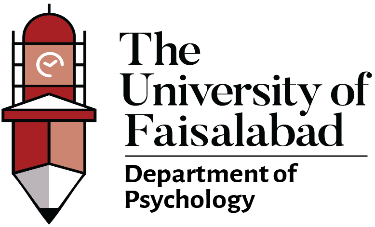 The
University of
Faisalabad
Department of
Psychology